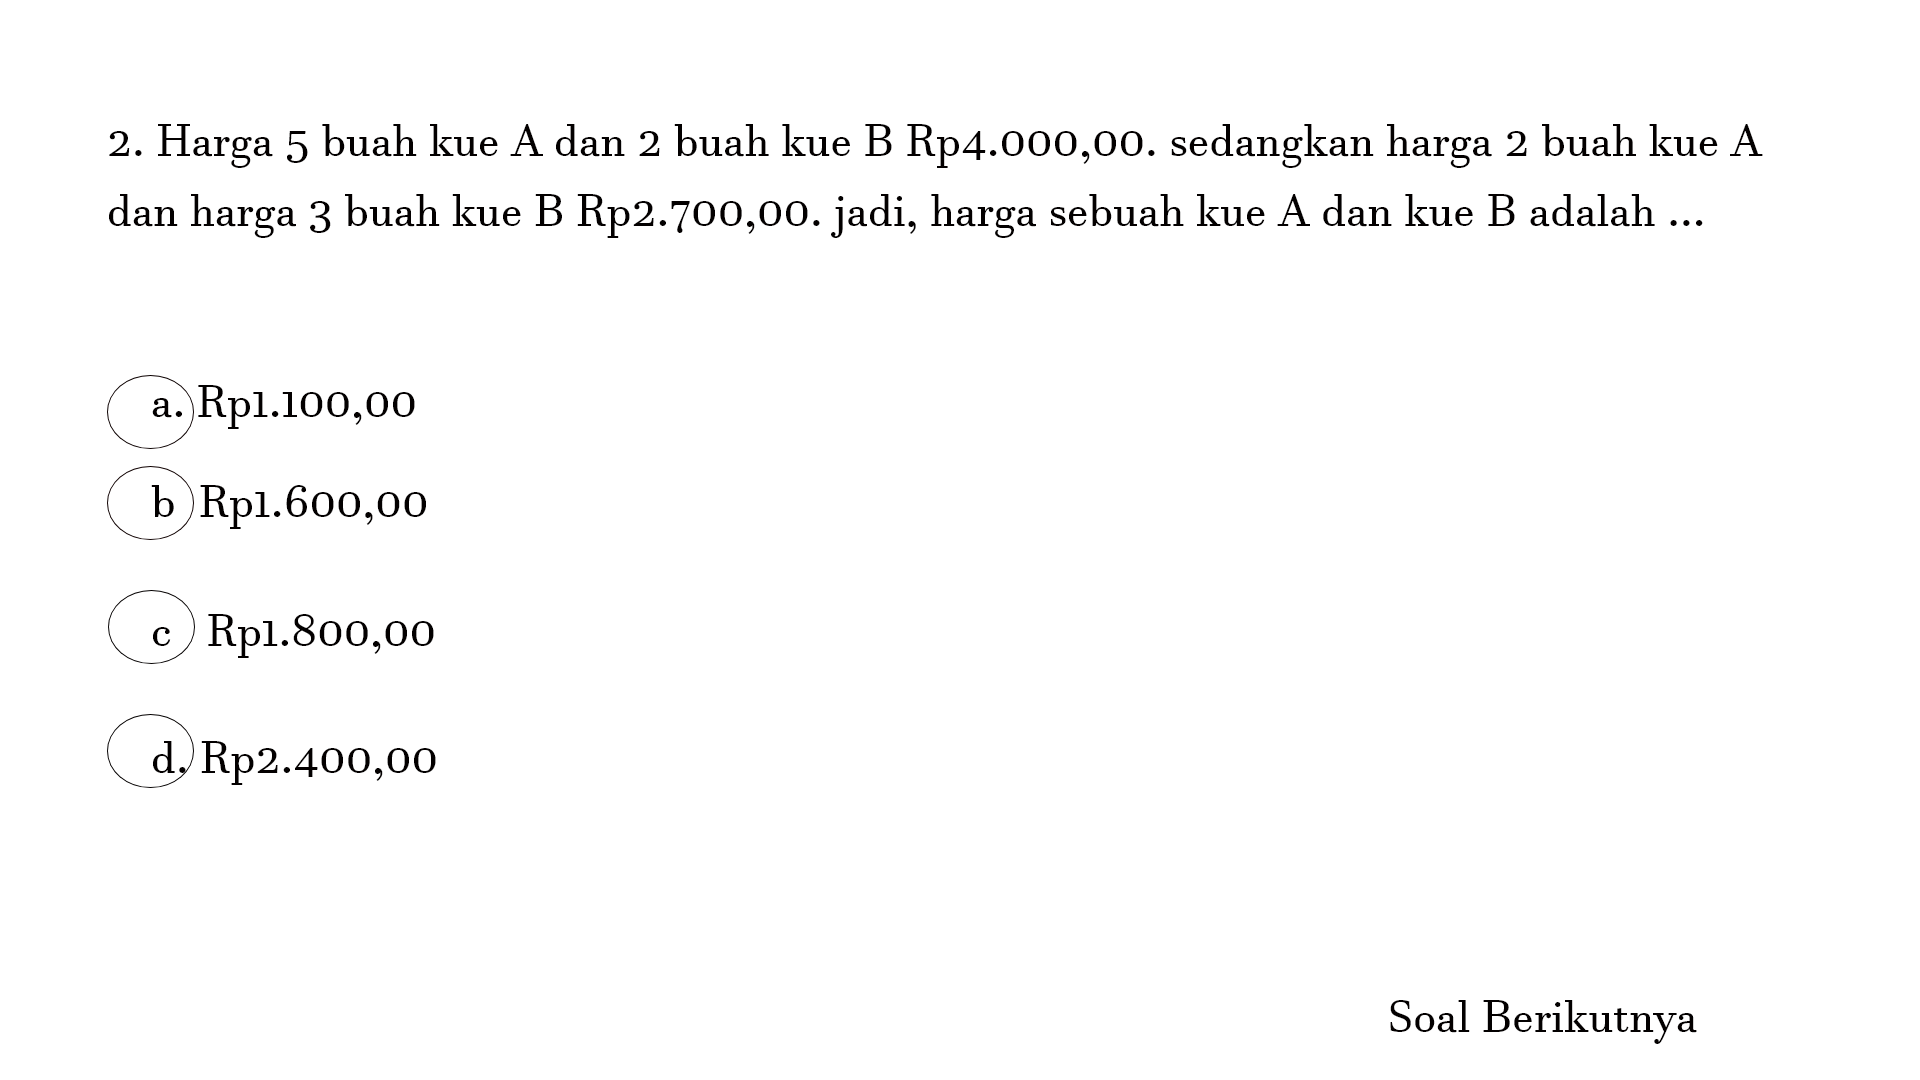 2. Harga 5 buah kue A dan 2 buah kue B Rp4.000,00. sedangkan harga 2 buah kue A
dan harga 3 buah kue B Rp2.700,00. jadi, harga sebuah kue A dan kue B adalah ...
a. Rp1.100,00
b Rp1.600,00
c Rp1.800,00
d. Rp2.400,00
Soal Berikutnya